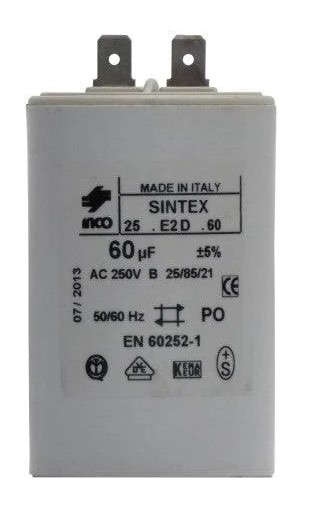 MADE IN ITALY
SINTEX
inco 25 . E2D . 60
60 µF ±5%
AC 250V B 25/85/21
CE
07/2013
50/60 Hz PO
EN 60252-1
KEMA
KEUR
+
S